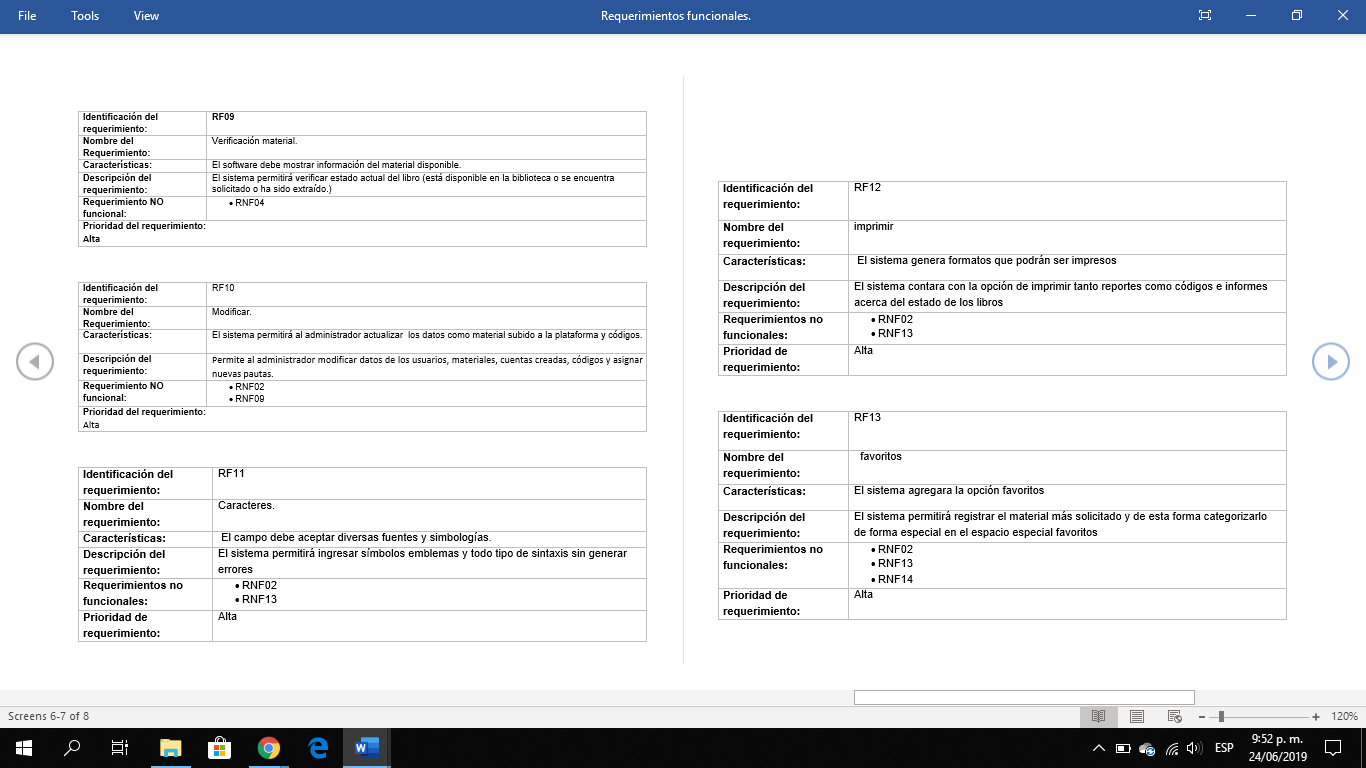 File Tools View Requerimientos funcionales.
Identificación del
requerimiento:
RF09
Nombre del
Requerimiento:
Verificación material.
Características:
El software debe mostrar información del material disponible.
Descripción del
requerimiento:
El sistema permitirá verificar estado actual del libro (está disponible en la biblioteca o se encuentra
solicitado o ha sido extraído.)
Requerimiento NO
funcional:
• RNF04
Prioridad del requerimiento:
Alta
Identificación del
requerimiento:
RF10
Nombre del
Requerimiento:
Modificar.
Características:
El sistema permitirá al administrador actualizar los datos como material subido a la plataforma y códigos.
Descripción del
requerimiento:
Permite al administrador modificar datos de los usuarios, materiales, cuentas creadas, códigos y asignar
nuevas pautas.
Requerimiento NO
funcional:
• RNF02
• RNF09
Prioridad del requerimiento:
Alta
Identificación del
requerimiento:
RF11
Nombre del
requerimiento:
Caracteres.
Características:
El campo debe aceptar diversas fuentes y simbologías.
Descripción del
requerimiento:
El sistema permitirá ingresar símbolos emblemas y todo tipo de sintaxis sin generar
errores
Requerimientos no
funcionales:
• RNF02
• RNF13
Prioridad de
requerimiento:
Alta
Identificación del
requerimiento:
RF12
Nombre del
requerimiento:
imprimir
Características:
El sistema genera formatos que podrán ser impresos
Descripción del
requerimiento:
El sistema contara con la opción de imprimir tanto reportes como códigos e informes
acerca del estado de los libros
Requerimientos no
funcionales:
• RNF02
• RNF13
Prioridad de
requerimiento:
Alta
Identificación del
requerimiento:
RF13
Nombre del
requerimiento:
favoritos
Características:
El sistema agregara la opción favoritos
Descripción del
requerimiento:
El sistema permitirá registrar el material más solicitado y de esta forma categorizarlo
de forma especial en el espacio especial favoritos
Requerimientos no
funcionales:
• RNF02
• RNF13
• RNF14
Prioridad de
requerimiento:
Alta
Screens 6-7 of 8
120%
ESP
9:52 p. m.
24/06/2019